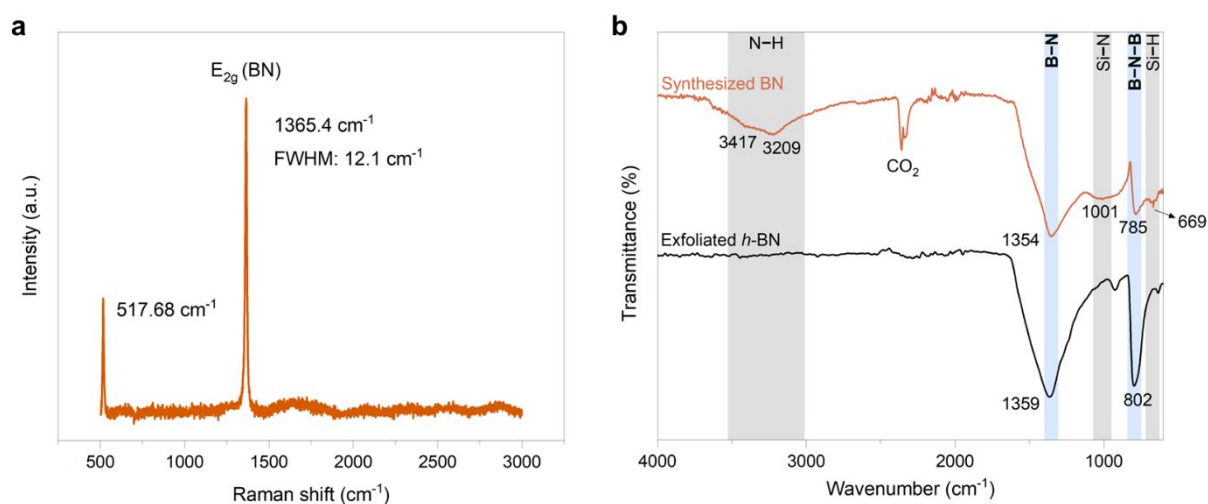 a
E2g (BN)
1365.4 cm⁻¹
FWHM: 12.1 cm⁻¹
517.68 cm⁻¹
Intensity (a.u.)
500
1000
1500
2000
2500
3000
Raman shift (cm⁻¹)
b
N−H
B−N
Si−N
B−N−B
Si−H
Synthesized BN
3417
3209
CO₂
1354
1001
785
669
Exfoliated h-BN
1359
802
Transmittance (%)
4000
3000
2000
1000
Wavenumber (cm⁻¹)